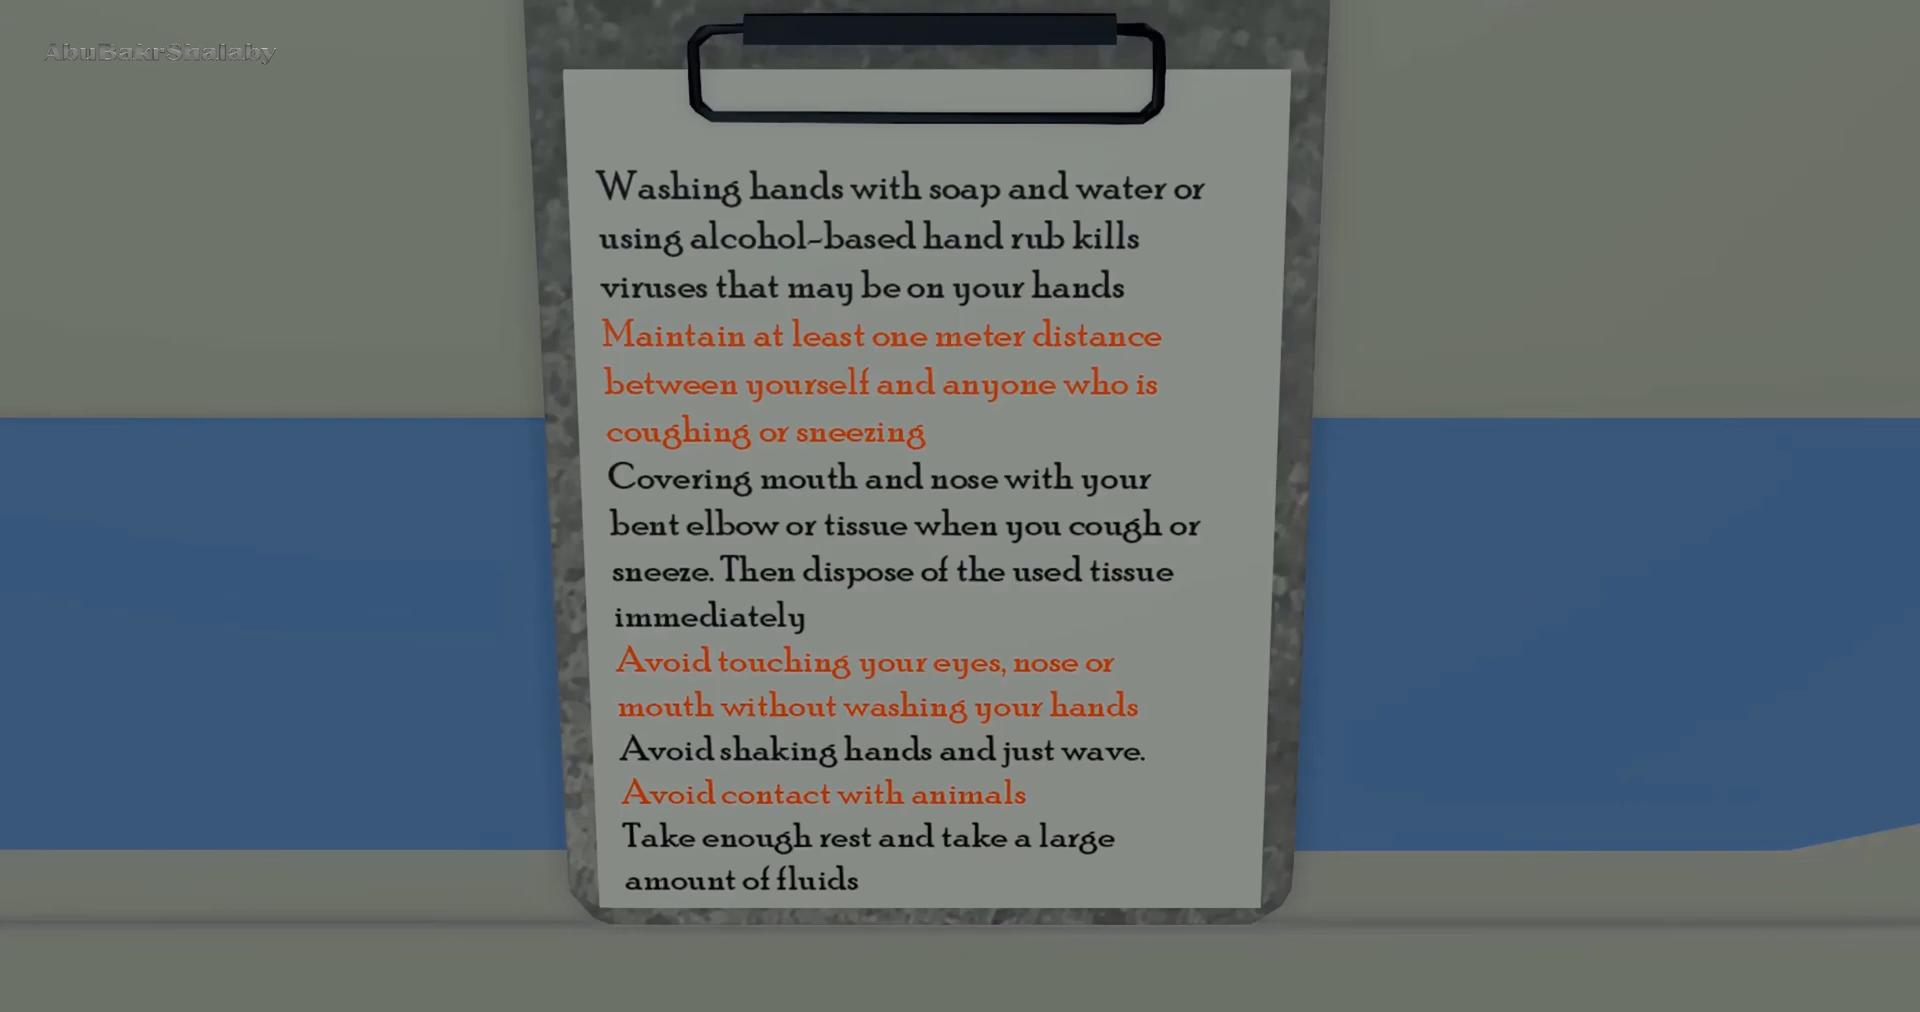 AbuBakrShalaby
Washing hands with soap and water or
using alcohol-based hand rub kills
viruses that may be on your hands
Maintain at least one meter distance
between yourself and anyone who is
coughing or sneezing
Covering mouth and nose with your
bent elbow or tissue when you cough or
sneeze. Then dispose of the used tissue
immediately
Avoid touching your eyes, nose or
mouth without washing your hands
Avoid shaking hands and just wave.
Avoid contact with animals
Take enough rest and take a large
amount of fluids